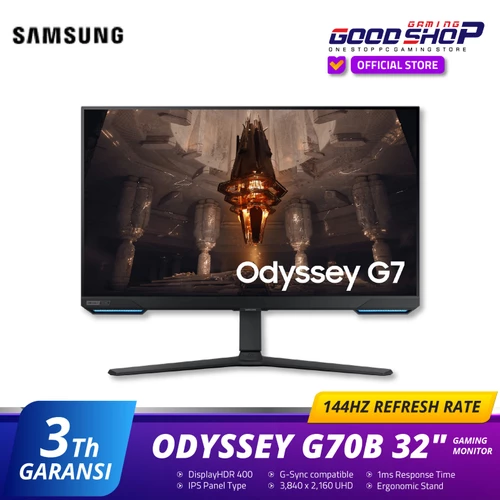 SAMSUNG
GAMING
GOODSHOP
ONE STOP PC GAMING STORE
OFFICIAL STORE
Odyssey G7
SAMSUNG
144HZ REFRESH RATE
3Th
GARANSI
ODYSSEY G70B 32"
GAMING
MONITOR
DisplayHDR 400
G-Sync compatible
1ms Response Time
IPS Panel Type
3,840 x 2,160 UHD
Ergonomic Stand